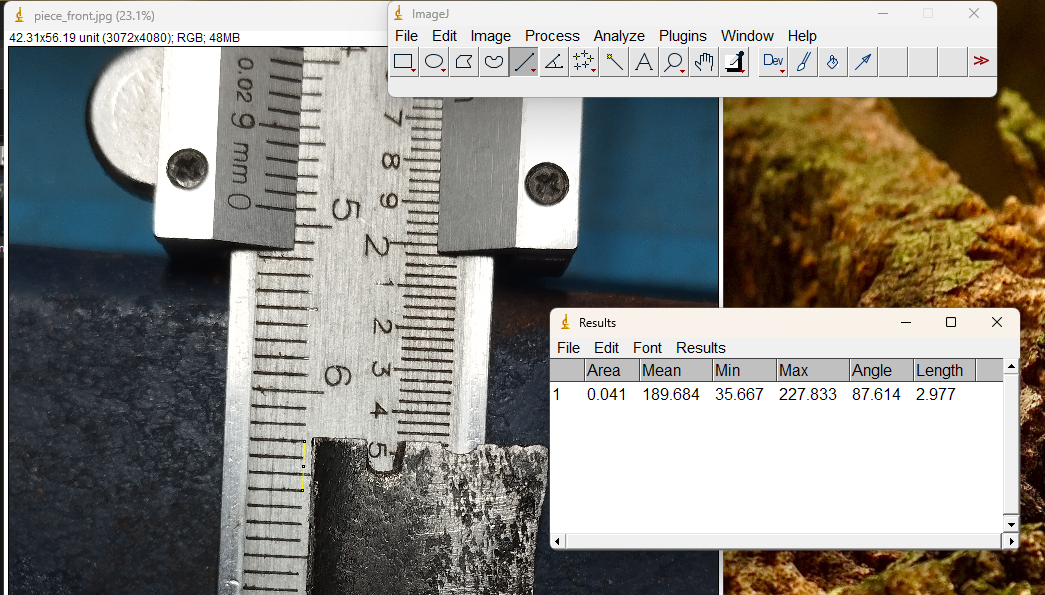 piece_front.jpg (23.1%)
42.31x56.19 unit (3072x4080); RGB; 48MB
ImageJ
File Edit Image Process Analyze Plugins Window Help
Dev
0.02 mm
9
0
5
6
7
8
9
2
1
2
3
4
5
Results
File Edit Font Results
Area Mean Min Max Angle Length
1 0.041 189.684 35.667 227.833 87.614 2.977